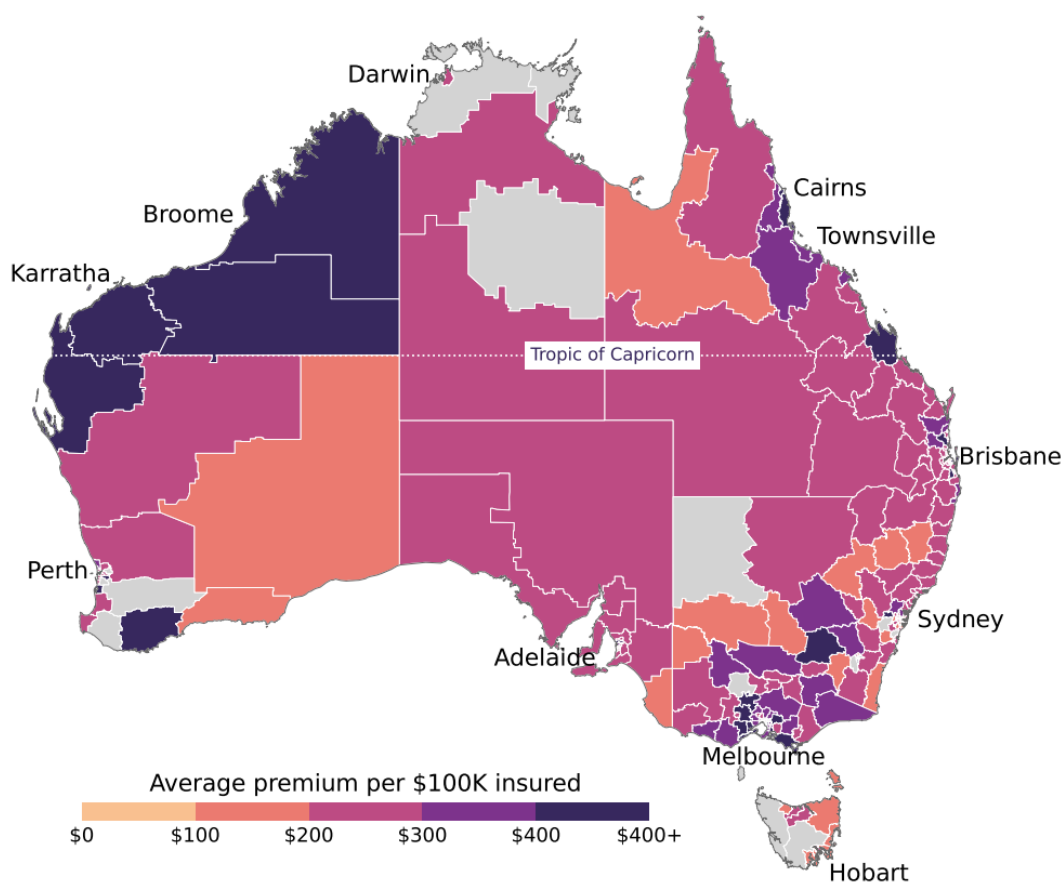 Darwin
Cairns
Broome
Townsville
Karratha
Tropic of Capricorn
Brisbane
Perth
Sydney
Adelaide
Melbourne
Average premium per $100K insured
$0 $100 $200 $300 $400 $400+
Hobart